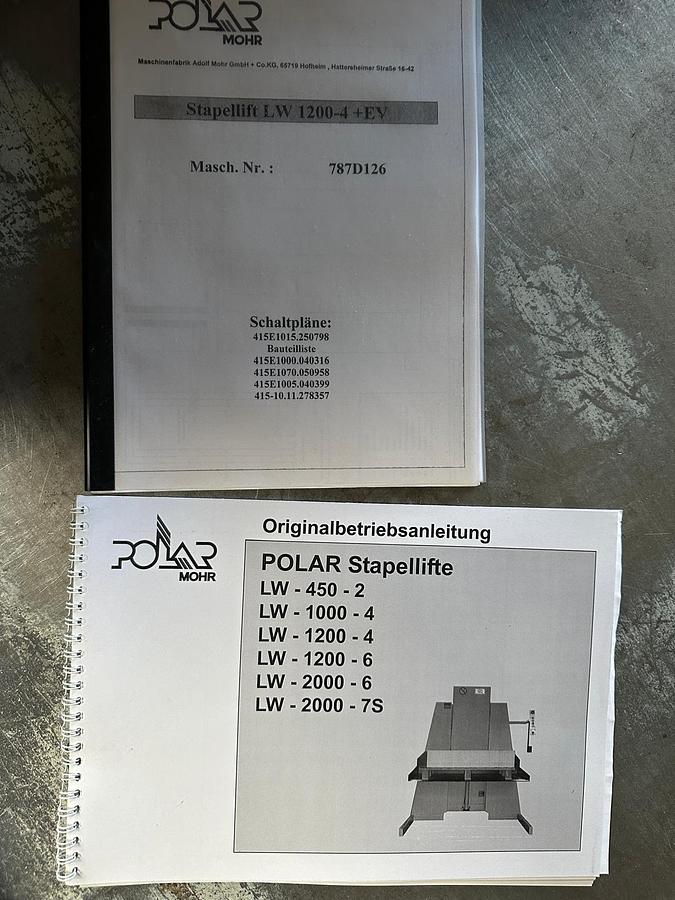 POLAR
MOHR
Maschinenfabrik Adolf Mohr GmbH + Co.KG, 65719 Hofheim , Hattersheimer Straße 16-42
Stapellift LW 1200-4 +EV
Masch. Nr. : 787D126
Schaltpläne:
415E1015.250798
Bauteilliste
415E1000.040316
415E1070.050958
415E1005.040399
415-10.11.278357
POLAR
MOHR
Originalbetriebsanleitung
POLAR Stapellifte
LW - 450 - 2
LW - 1000 - 4
LW - 1200 - 4
LW - 1200 - 6
LW - 2000 - 6
LW - 2000 - 7S